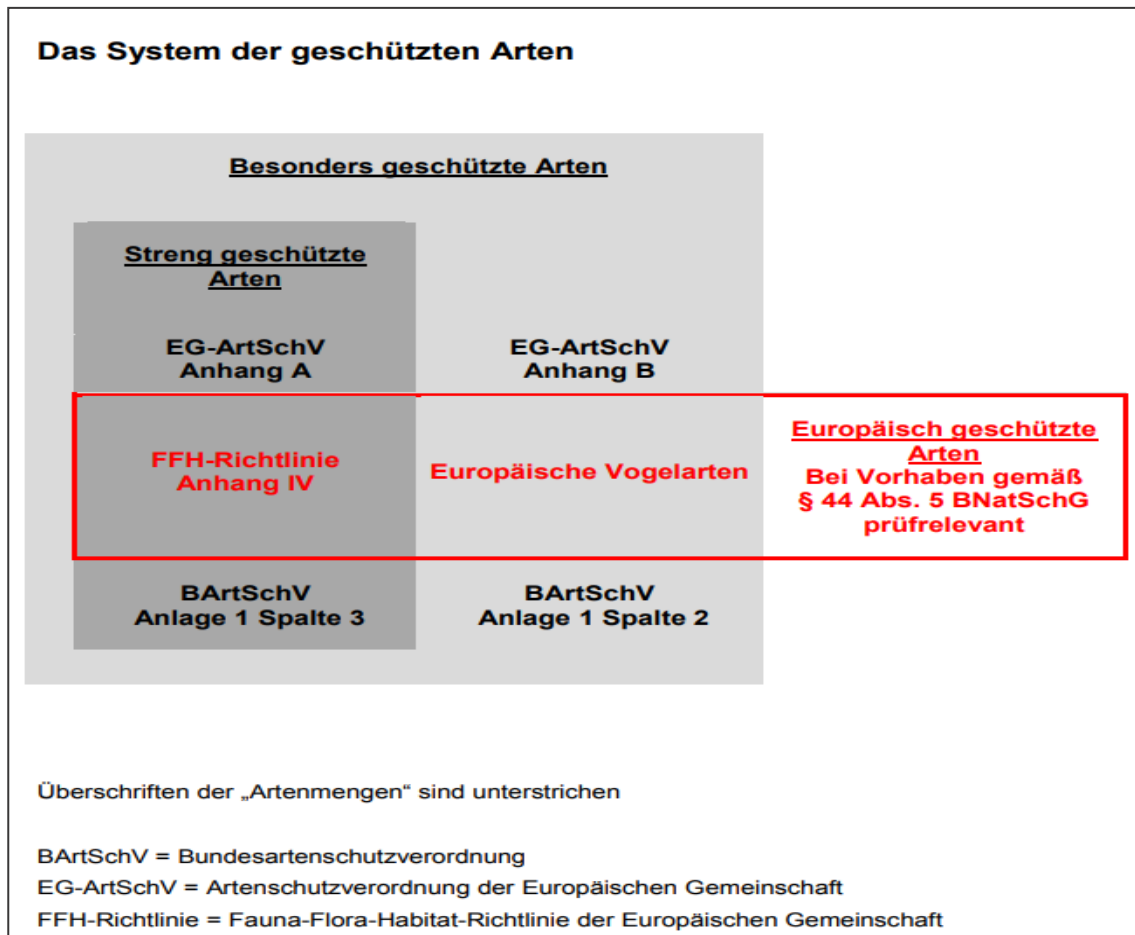 Das System der geschützten Arten
Besonders geschützte Arten
Streng geschützte
Arten
EG-ArtSchV
Anhang A
EG-ArtSchV
Anhang B
FFH-Richtlinie
Anhang IV
Europäische Vogelarten
Europäisch geschützte
Arten
Bei Vorhaben gemäß
§ 44 Abs. 5 BNatSchG
prüfrelevant
BArtSchV
Anlage 1 Spalte 3
BArtSchV
Anlage 1 Spalte 2
Überschriften der „Artenmengen“ sind unterstrichen
BArtSchV = Bundesartenschutzverordnung
EG-ArtSchV = Artenschutzverordnung der Europäischen Gemeinschaft
FFH-Richtlinie = Fauna-Flora-Habitat-Richtlinie der Europäischen Gemeinschaft